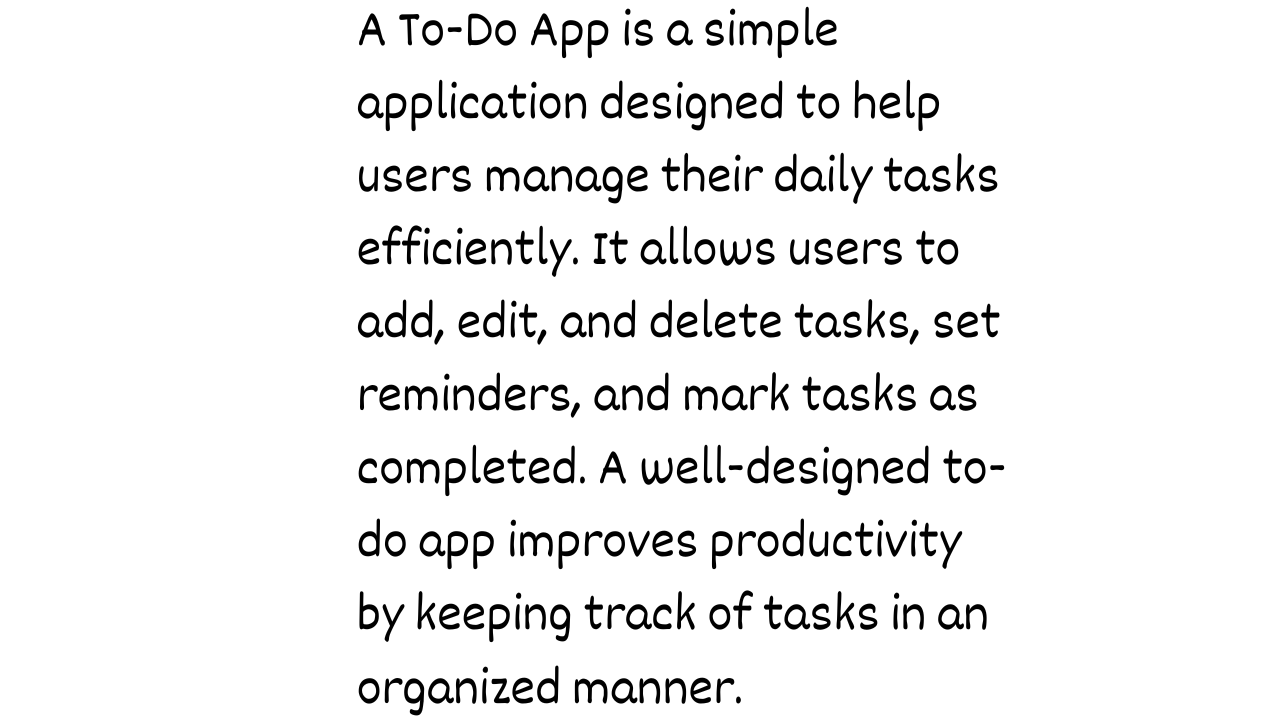 A To-Do App is a simple
application designed to help
users manage their daily tasks
efficiently. It allows users to
add, edit, and delete tasks, set
reminders, and mark tasks as
completed. A well-designed to-
do app improves productivity
by keeping track of tasks in an
organized manner.